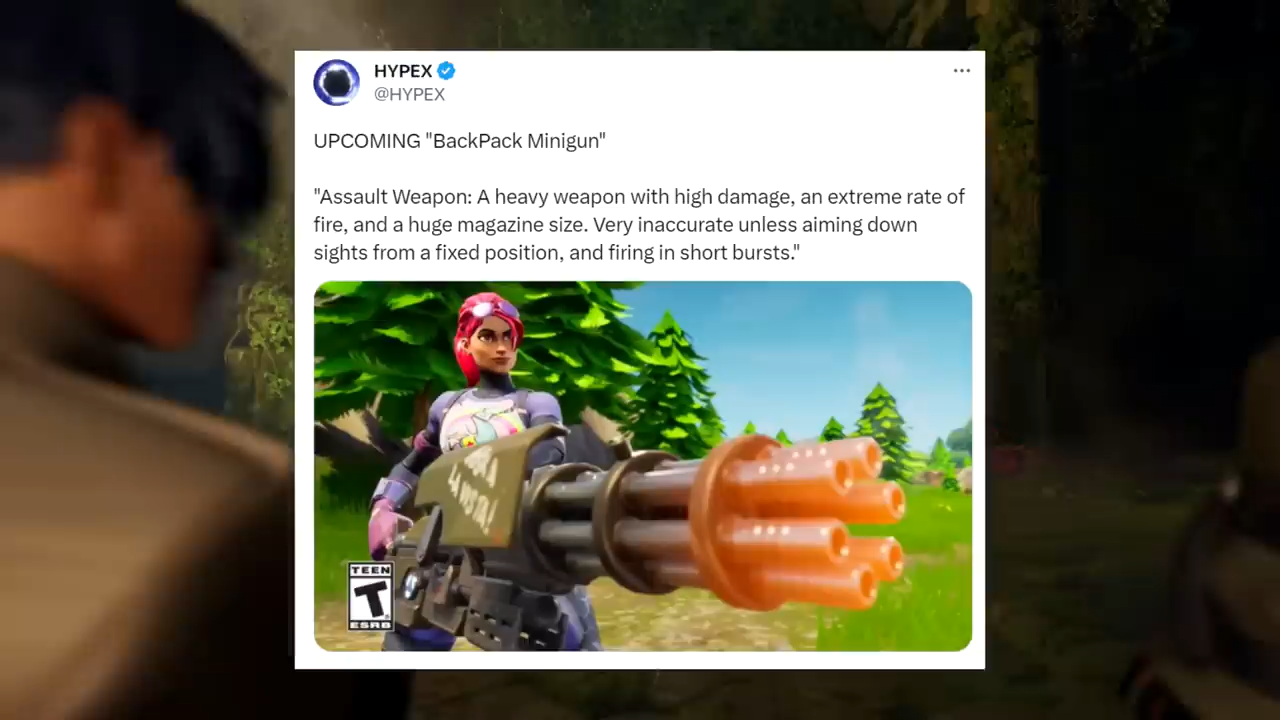 HYPEX
@HYPEX
UPCOMING "BackPack Minigun"
"Assault Weapon: A heavy weapon with high damage, an extreme rate of
fire, and a huge magazine size. Very inaccurate unless aiming down
sights from a fixed position, and firing in short bursts."
TEEN
T
ESRB